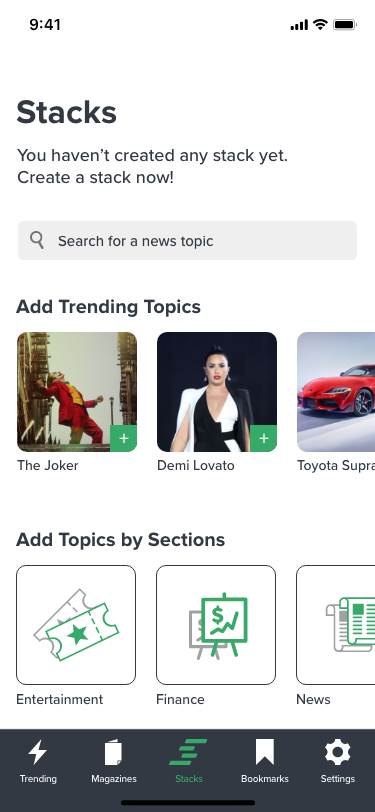 9:41
Stacks
You haven’t created any stack yet.
Create a stack now!
Search for a news topic
Add Trending Topics
+ +
The Joker Demi Lovato Toyota Supra
Add Topics by Sections
$ $
Entertainment Finance News
Trending Magazines Stacks Bookmarks Settings